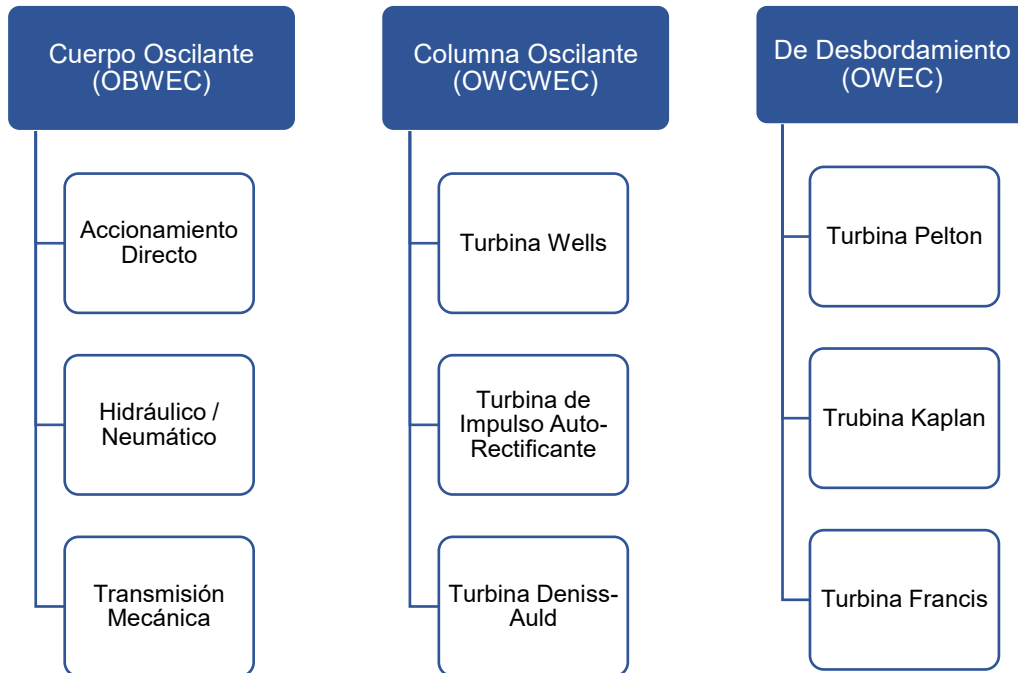 Cuerpo Oscilante
(OBWEC)
Accionamiento
Directo
Hidráulico /
Neumático
Transmisión
Mecánica
Columna Oscilante
(OWCWEC)
Turbina Wells
Turbina de
Impulso Auto-
Rectificante
Turbina Deniss-
Auld
De Desbordamiento
(OWEC)
Turbina Pelton
Trubina Kaplan
Turbina Francis